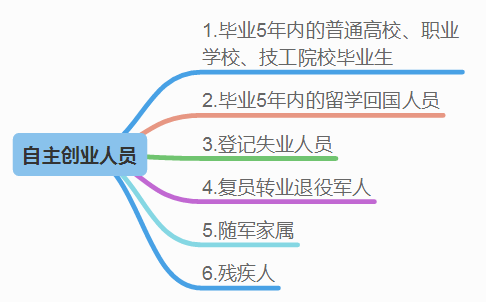 自主创业人员
1.毕业5年内的普通高校、职业
学校、技工院校毕业生
2.毕业5年内的留学回国人员
3.登记失业人员
4.复员转业退役军人
5.随军家属
6.残疾人